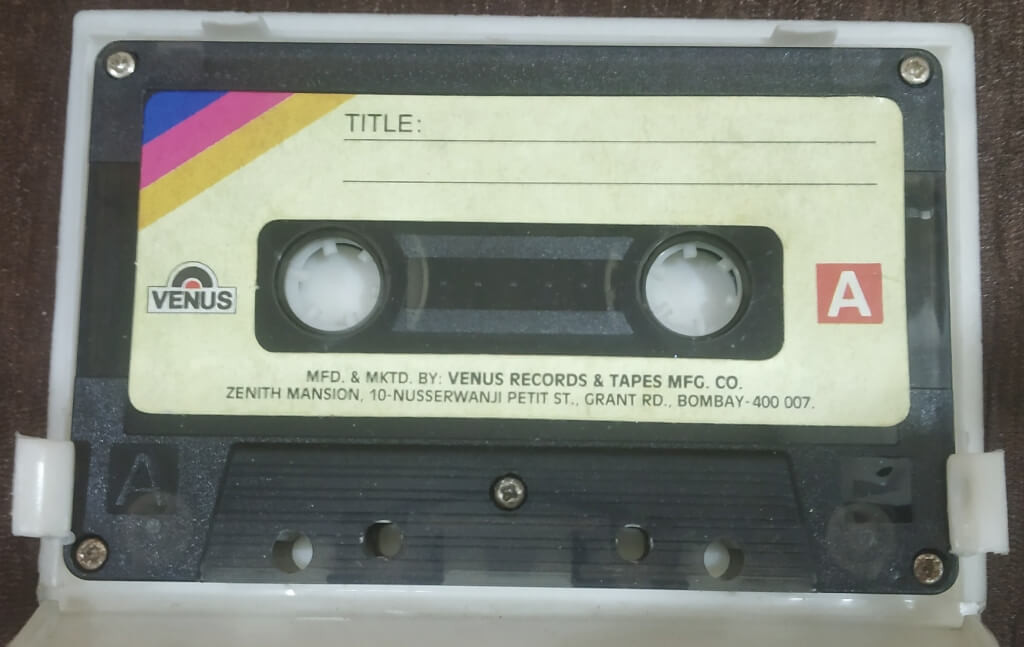 TITLE:
VENUS
A
MFD. & MKTD. BY: VENUS RECORDS & TAPES MFG. CO.
ZENITH MANSION, 10-NUSSERWANJI PETIT ST., GRANT RD., BOMBAY-400 007.
A